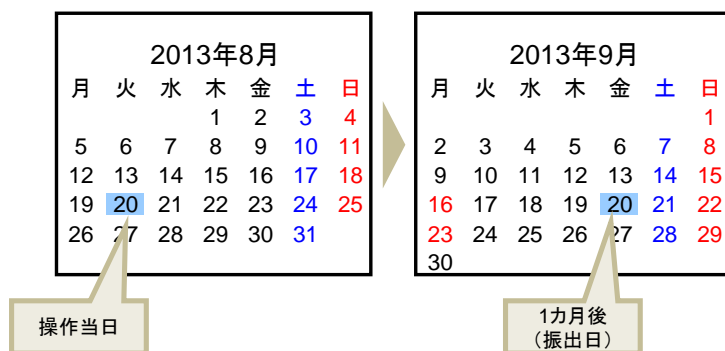 2013年8月
月 火 水 木 金 土 日
1 2 3 4
5 6 7 8 9 10 11
12 13 14 15 16 17 18
19 20 21 22 23 24 25
26 27 28 29 30 31
操作当日
2013年9月
月 火 水 木 金 土 日
1
2 3 4 5 6 7 8
9 10 11 12 13 14 15
16 17 18 19 20 21 22
23 24 25 26 27 28 29
30
1カ月後
（振出日）